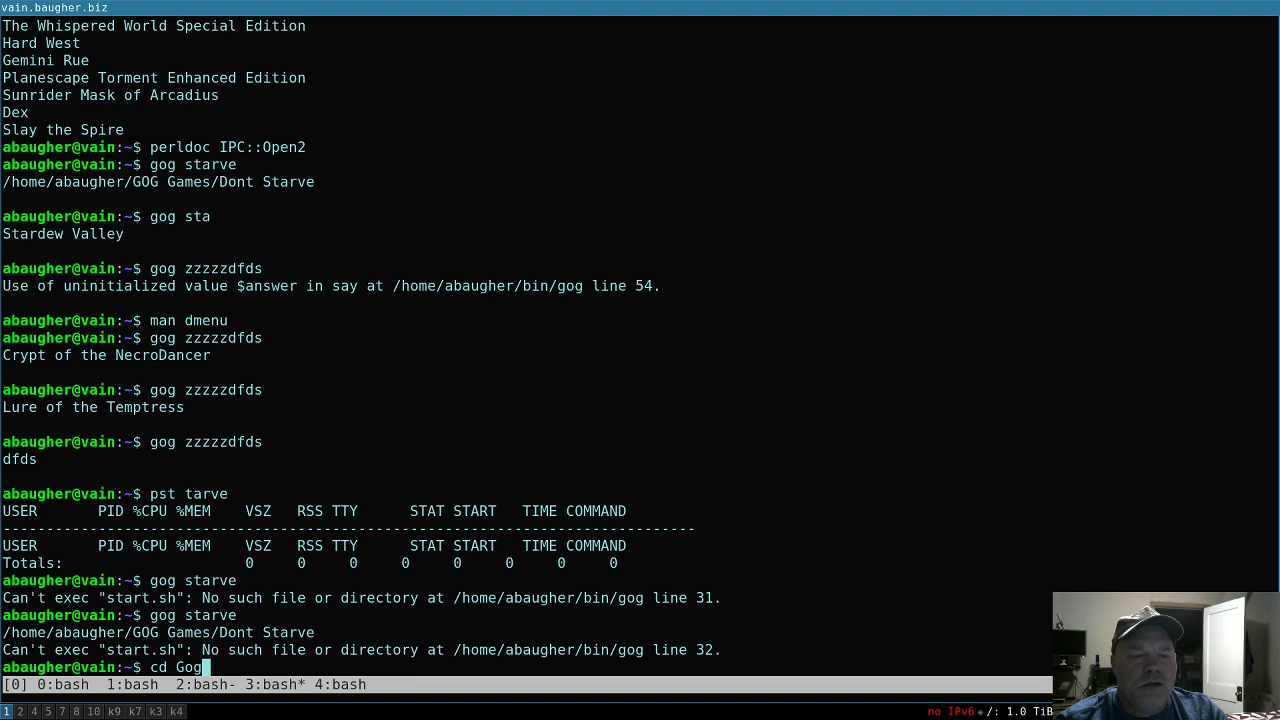 vain.baugher.biz
The Whispered World Special Edition
Hard West
Gemini Rue
Planescape Torment Enhanced Edition
Sunrider Mask of Arcadius
Dex
Slay the Spire
abaugher@vain:~$ perldoc IPC::Open2
abaugher@vain:~$ gog starve
/home/abaugher/GOG Games/Dont Starve
abaugher@vain:~$ gog sta
Stardew Valley
abaugher@vain:~$ gog zzzzzdfds
Use of uninitialized value $answer in say at /home/abaugher/bin/gog line 54.
abaugher@vain:~$ man dmenu
abaugher@vain:~$ gog zzzzzdfds
Crypt of the NecroDancer
abaugher@vain:~$ gog zzzzzdfds
Lure of the Temptress
abaugher@vain:~$ gog zzzzzdfds
dfds
abaugher@vain:~$ pst tarve
USER       PID %CPU %MEM    VSZ   RSS TTY      STAT START   TIME COMMAND
--------------------------------------------------------------------------------
USER       PID %CPU %MEM    VSZ   RSS TTY      STAT START   TIME COMMAND
Totals:                     0     0     0     0     0     0     0     0
abaugher@vain:~$ gog starve
Can't exec "start.sh": No such file or directory at /home/abaugher/bin/gog line 31.
abaugher@vain:~$ gog starve
/home/abaugher/GOG Games/Dont Starve
Can't exec "start.sh": No such file or directory at /home/abaugher/bin/gog line 32.
abaugher@vain:~$ cd Gog
[0] 0:bash  1:bash  2:bash- 3:bash* 4:bash
1 2 4 5 7 8 10 k9 k7 k3 k4
no IPv6 /: 1.0 TiB